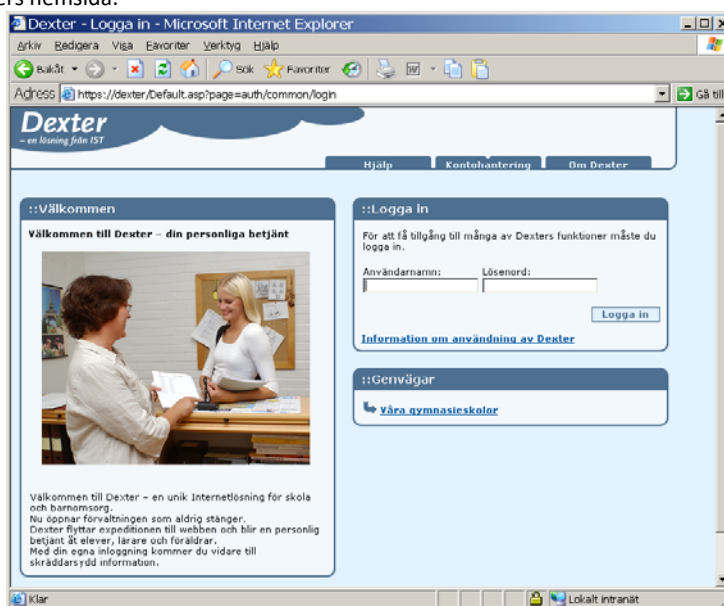 ers hemsida.
Dexter - Logga in - Microsoft Internet Explorer
Arkiv Redigera Visa Favoriter Verktyg Hjälp
Bakåt Sök Favoriter
Adress https://dexter/Default.asp?page=auth/common/login Gå till
Dexter
– en lösning från IST
Hjälp Kontohantering Om Dexter
::Välkommen
Välkommen till Dexter – din personliga betjänt
Välkommen till Dexter – en unik Internetlösning för skola
och barnomsorg.
Nu öppnar förvaltningen som aldrig stänger.
Dexter flyttar expeditionen till webben och blir en personlig
betjänt åt elever, lärare och föräldrar.
Med din egna inloggning kommer du vidare till
skräddarsydd information.
::Logga in
För att få tillgång till många av Dexters funktioner måste du
logga in.
Användarnamn: Lösenord:
Logga in
Information om användning av Dexter
::Genvägar
Våra gymnasieskolor
Klar Lokalt intranät